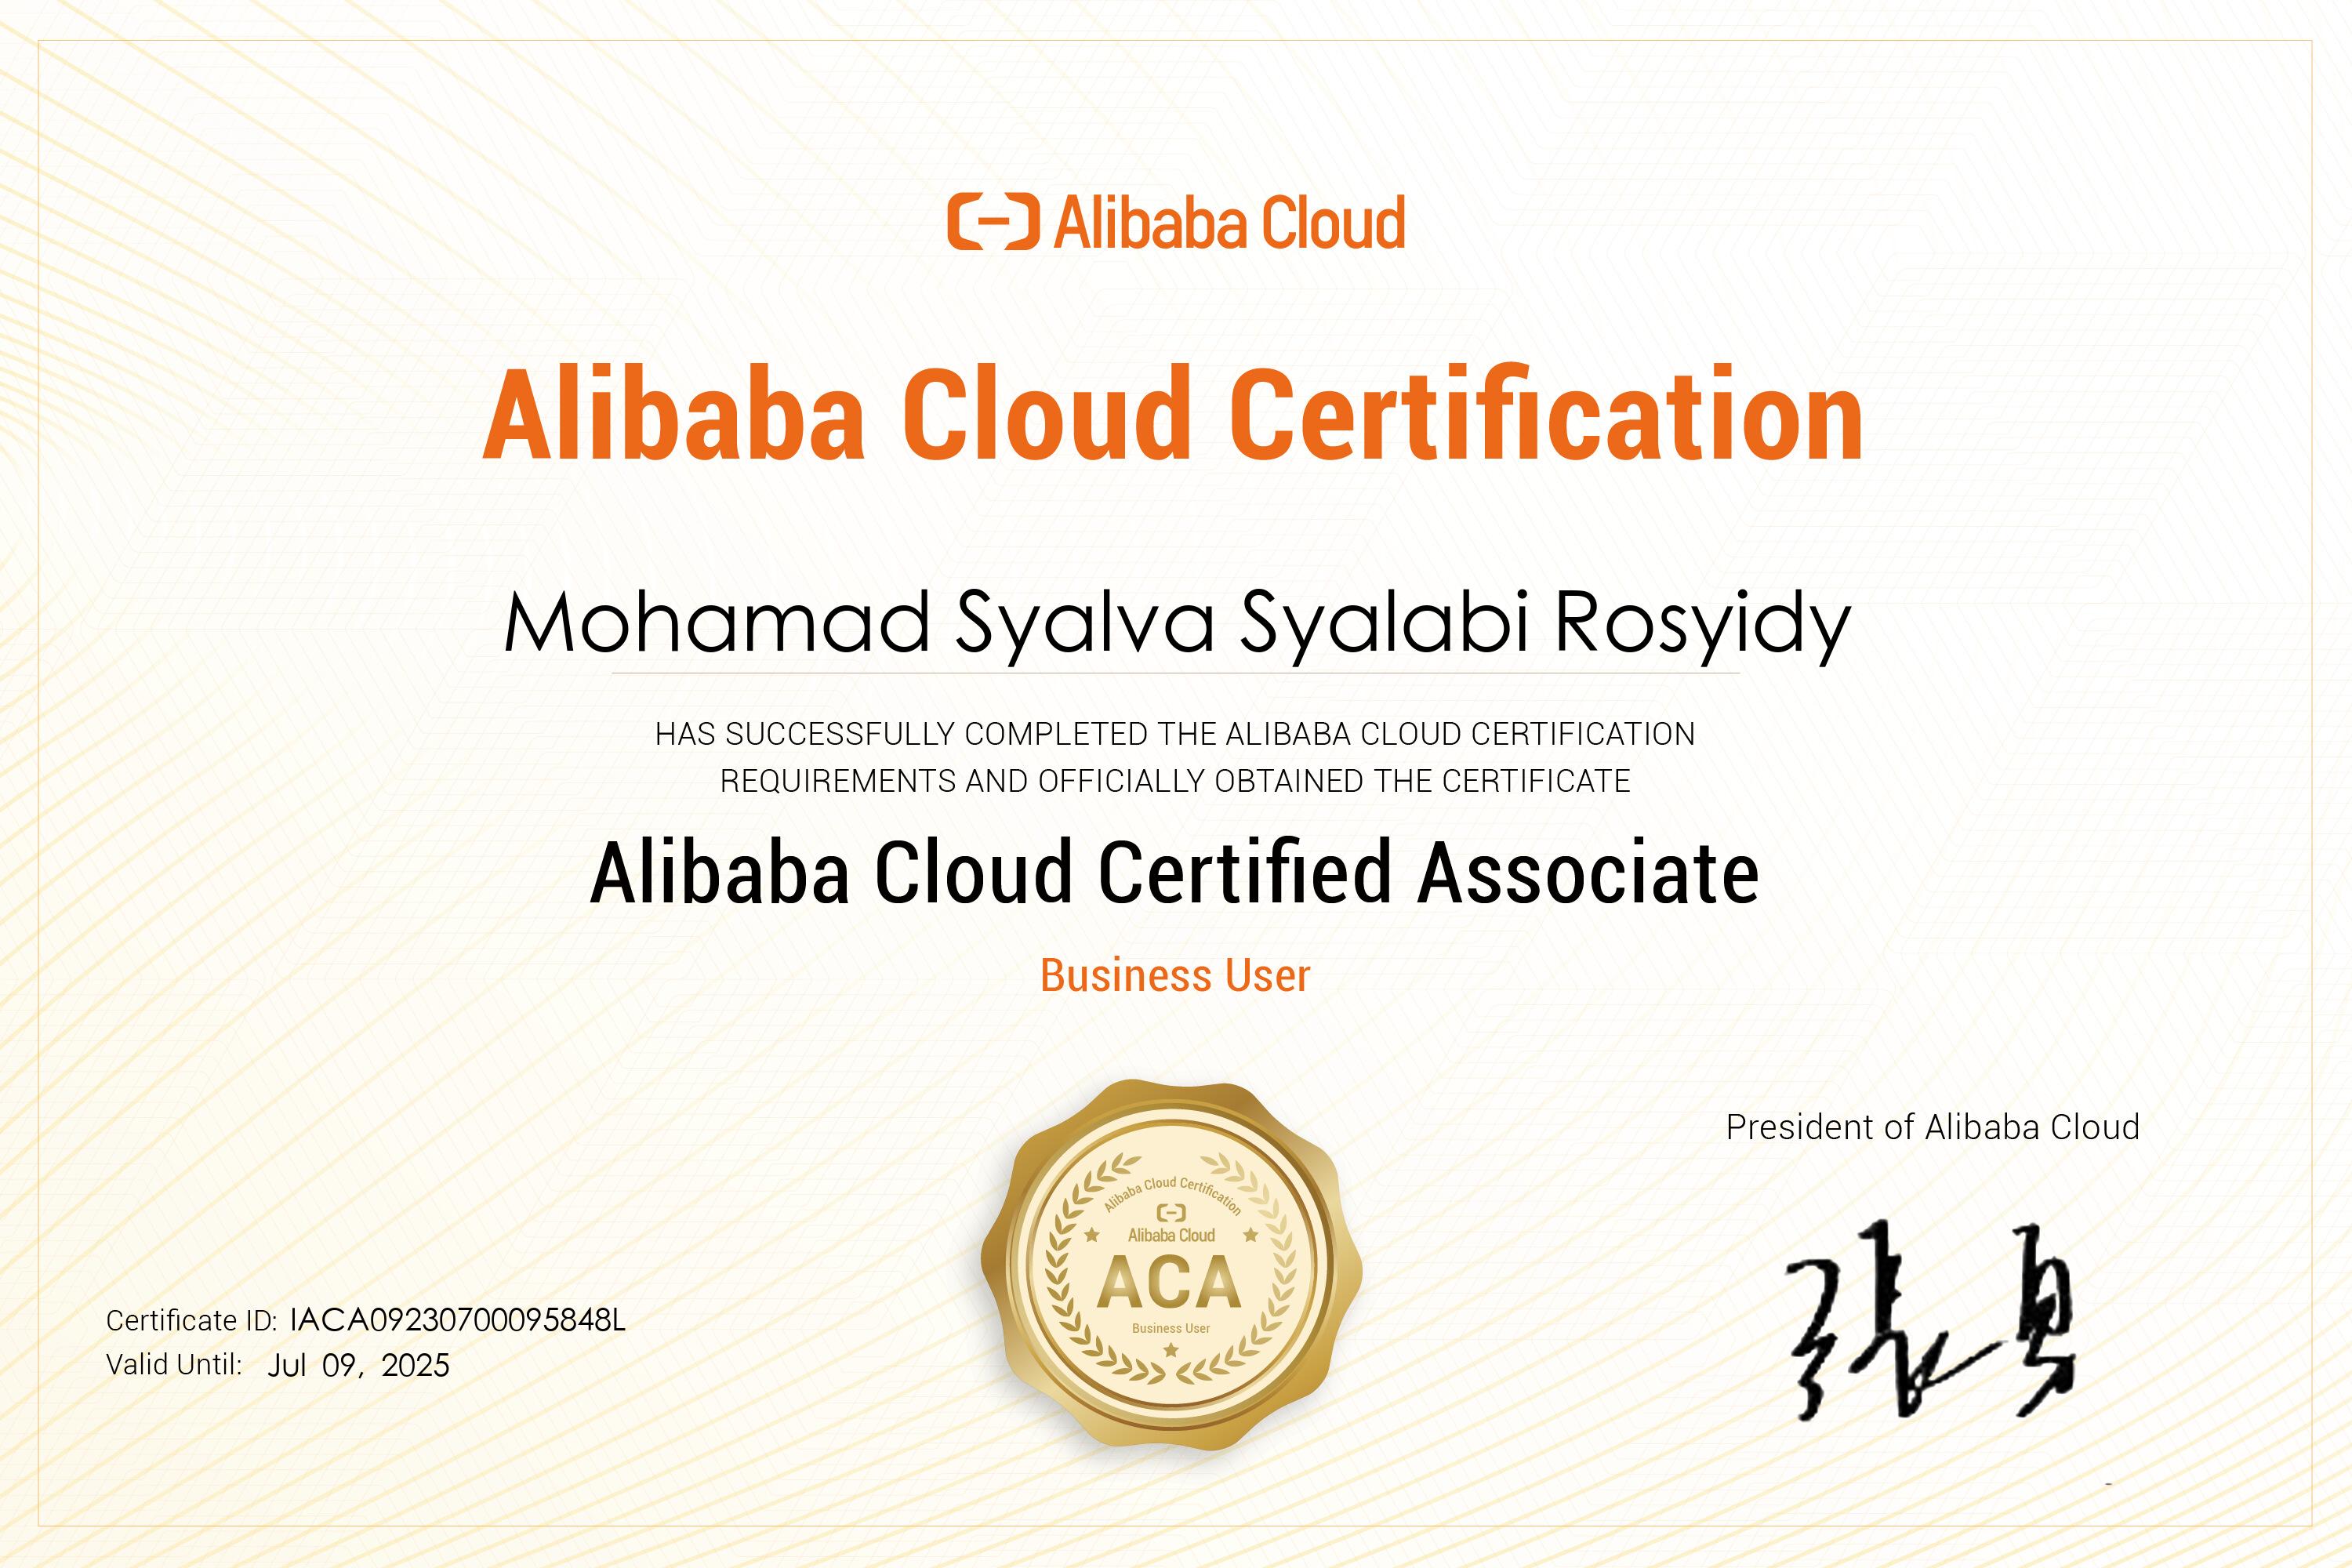 Alibaba Cloud
Alibaba Cloud Certification
Mohamad Syalva Syalabi Rosyidy
HAS SUCCESSFULLY COMPLETED THE ALIBABA CLOUD CERTIFICATION
REQUIREMENTS AND OFFICIALLY OBTAINED THE CERTIFICATE
Alibaba Cloud Certified Associate
Business User
Alibaba Cloud Certification
Alibaba Cloud
ACA
Business User
President of Alibaba Cloud
Certificate ID: IACA09230700095848L
Valid Until: Jul 09, 2025